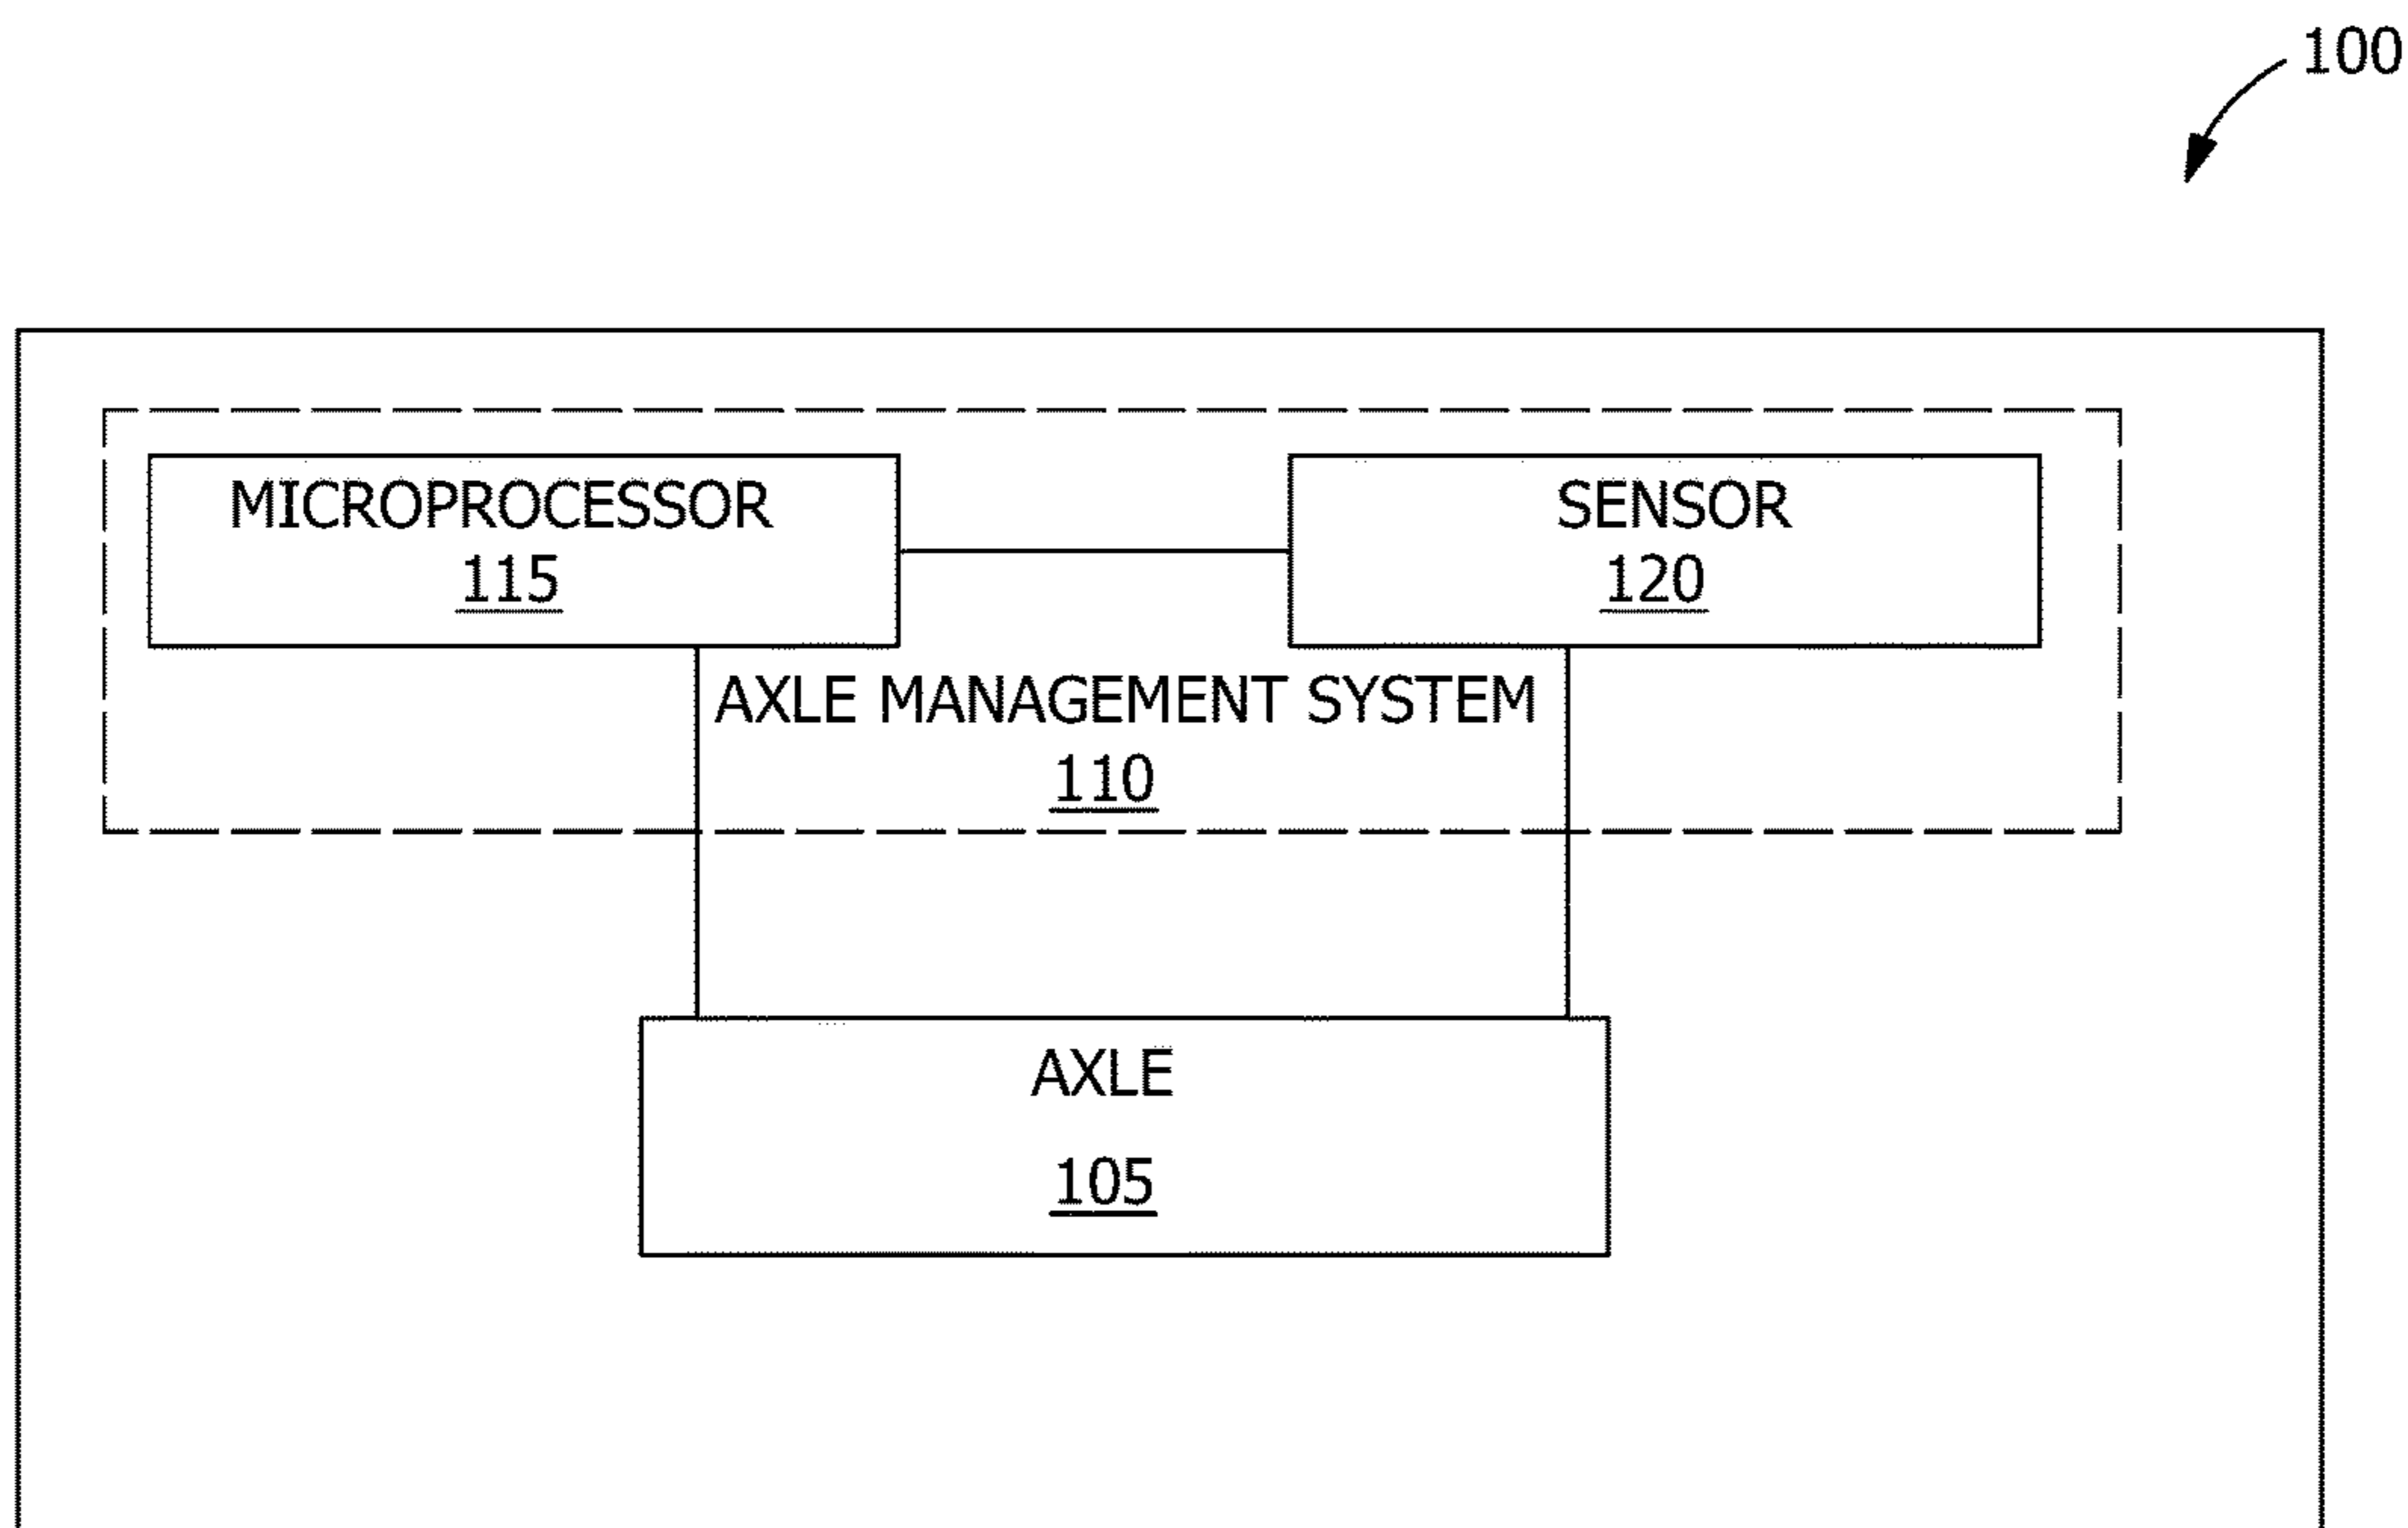 100
MICROPROCESSOR
115
SENSOR
120
AXLE MANAGEMENT SYSTEM
110
AXLE
105